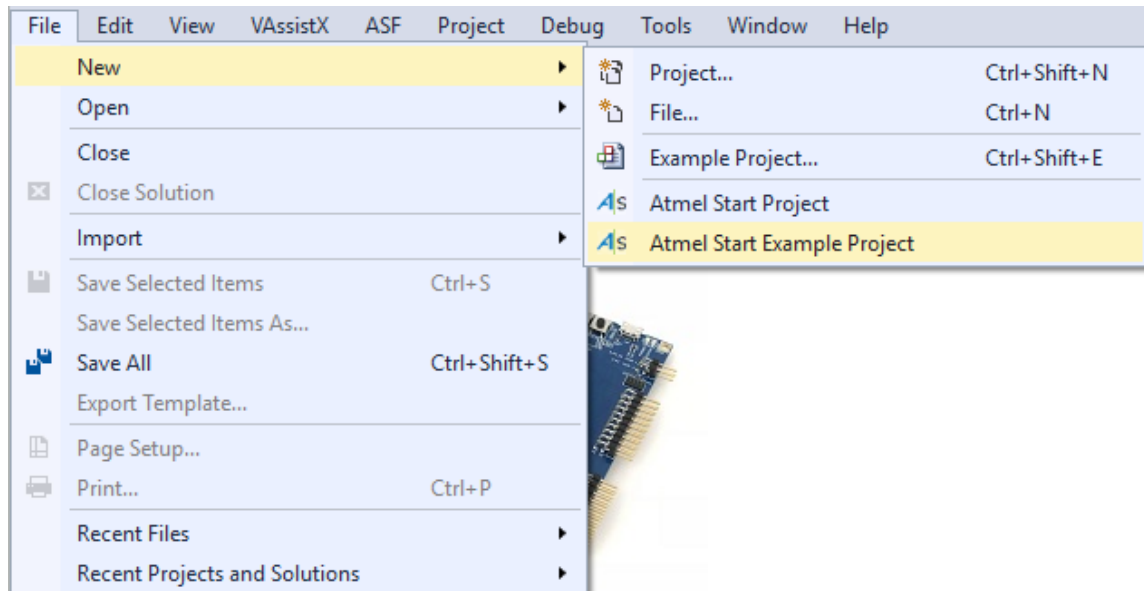 File Edit View VAssistX ASF Project Debug Tools Window Help
New
Open
Close
Close Solution
Import
Save Selected Items Ctrl+S
Save Selected Items As...
Save All Ctrl+Shift+S
Export Template...
Page Setup...
Print... Ctrl+P
Recent Files
Recent Projects and Solutions
Project... Ctrl+Shift+N
File... Ctrl+N
Example Project... Ctrl+Shift+E
As Atmel Start Project
As Atmel Start Example Project